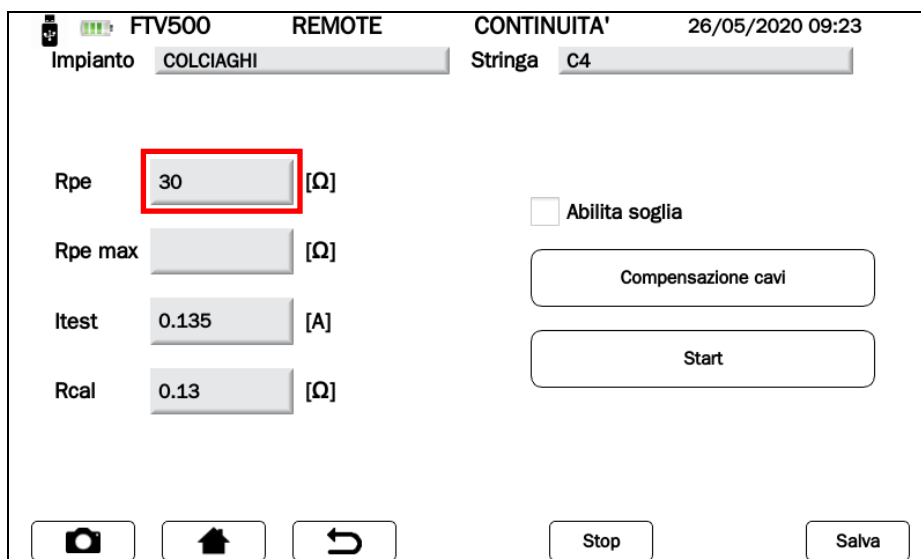 FTV500 REMOTE CONTINUITA' 26/05/2020 09:23
Impianto COLCIAGHI Stringa C4
Rpe 30 [Ω]
Abilita soglia
Rpe max [Ω]
Compensazione cavi
Itest 0.135 [A]
Start
Rcal 0.13 [Ω]
Stop Salva